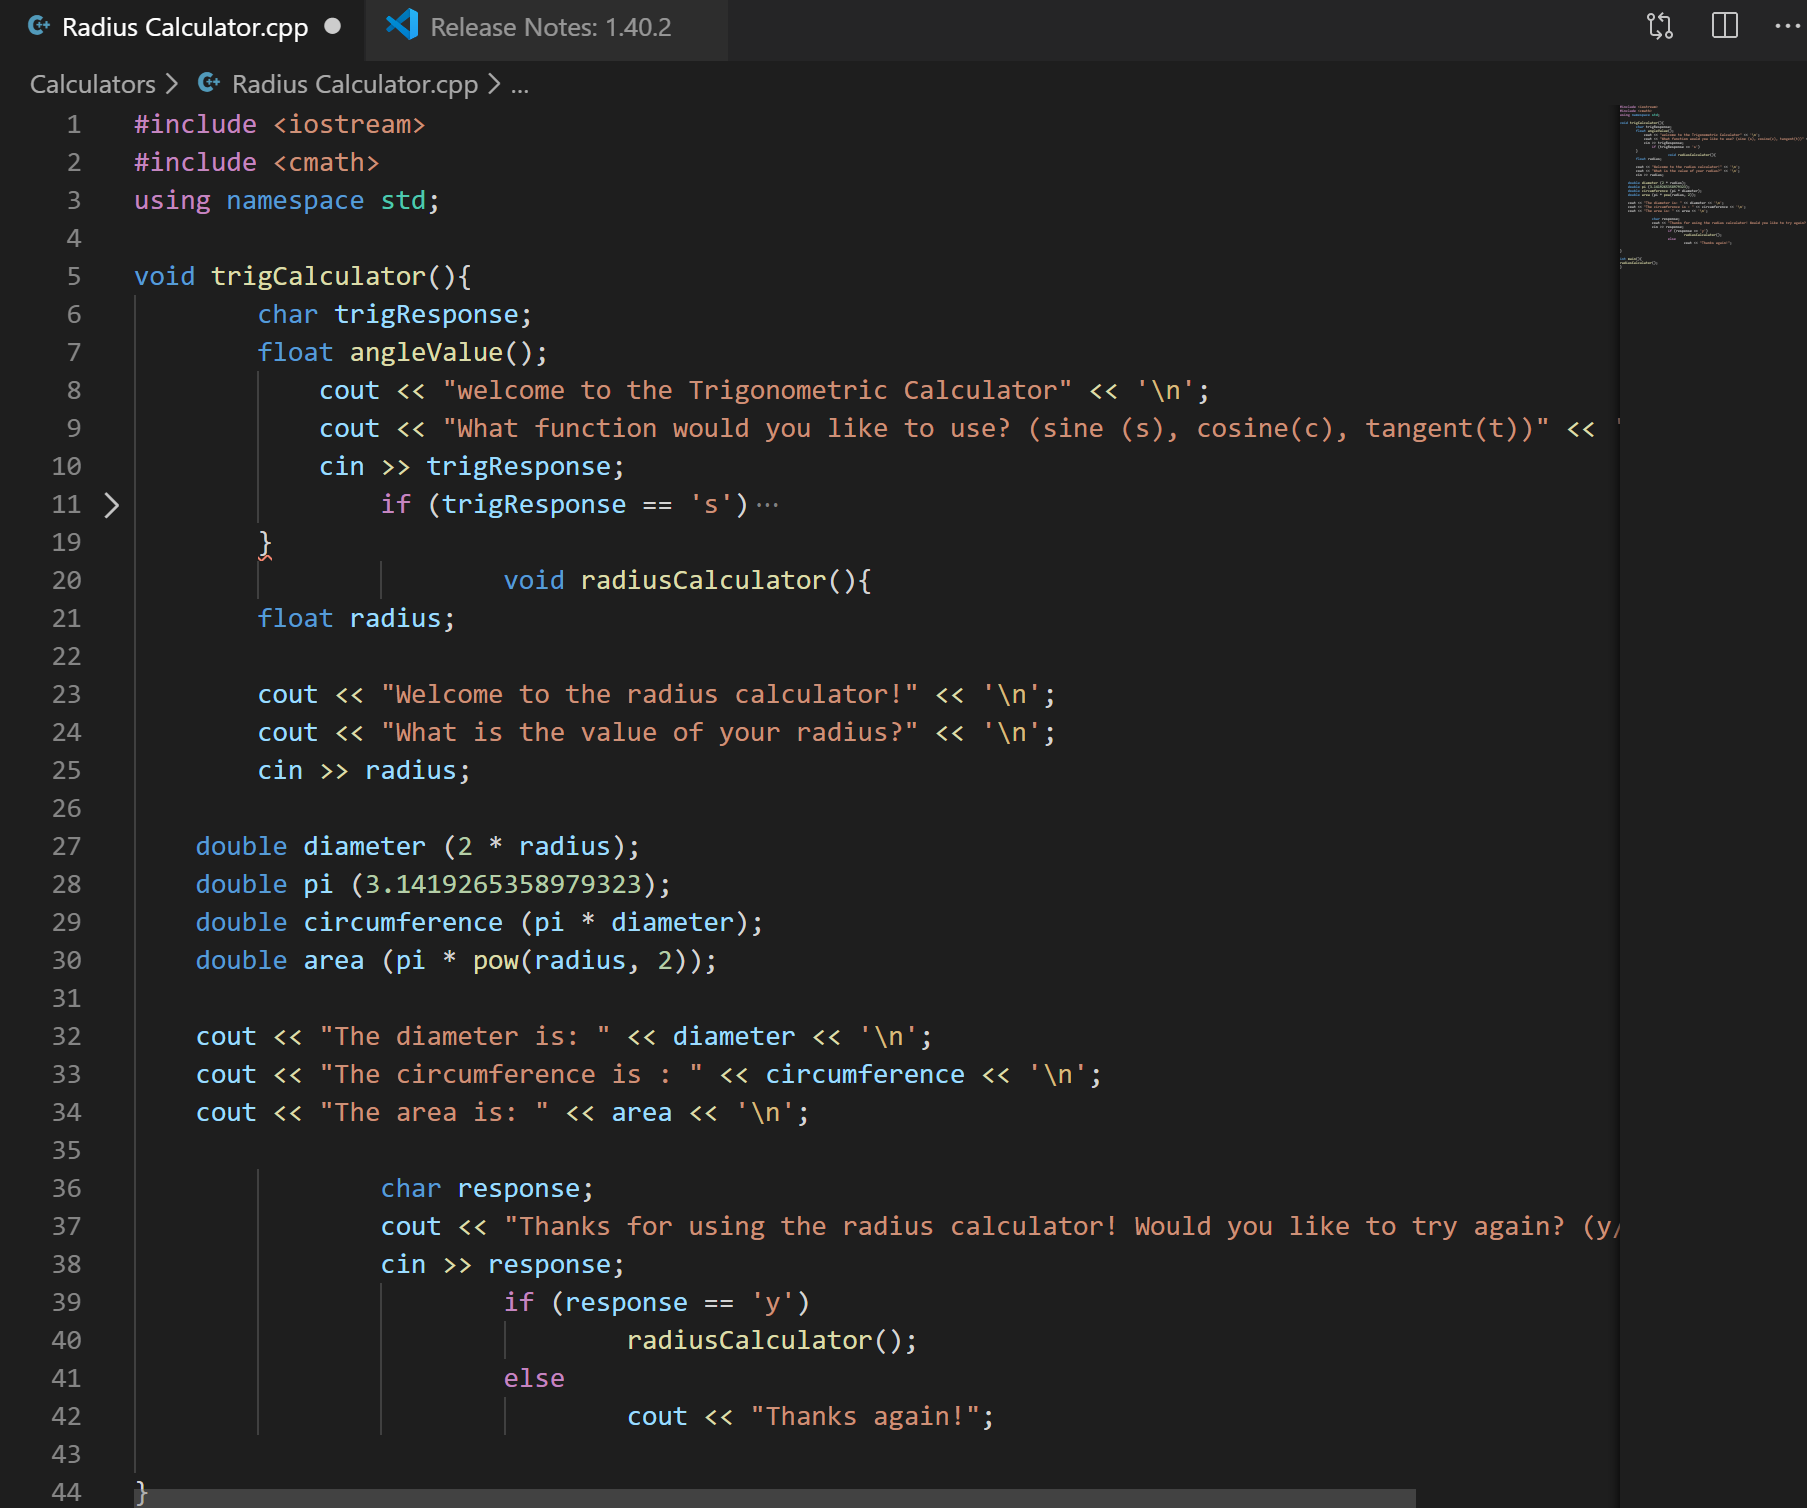 Radius Calculator.cpp Release Notes: 1.40.2
Calculators > Radius Calculator.cpp > ...
1 #include <iostream>
2 #include <cmath>
3 using namespace std;
4
5 void trigCalculator(){
6 char trigResponse;
7 float angleValue();
8 cout << "welcome to the Trigonometric Calculator" << '\n';
9 cout << "What function would you like to use? (sine (s), cosine(c), tangent(t))" << '
10 cin >> trigResponse;
11 if (trigResponse == 's')...
19 }
20 void radiusCalculator(){
21 float radius;
22
23 cout << "Welcome to the radius calculator!" << '\n';
24 cout << "What is the value of your radius?" << '\n';
25 cin >> radius;
26
27 double diameter (2 * radius);
28 double pi (3.1419265358979323);
29 double circumference (pi * diameter);
30 double area (pi * pow(radius, 2));
31
32 cout << "The diameter is: " << diameter << '\n';
33 cout << "The circumference is : " << circumference << '\n';
34 cout << "The area is: " << area << '\n';
35
36 char response;
37 cout << "Thanks for using the radius calculator! Would you like to try again? (y/
38 cin >> response;
39 if (response == 'y')
40 radiusCalculator();
41 else
42 cout << "Thanks again!";
43
44 }